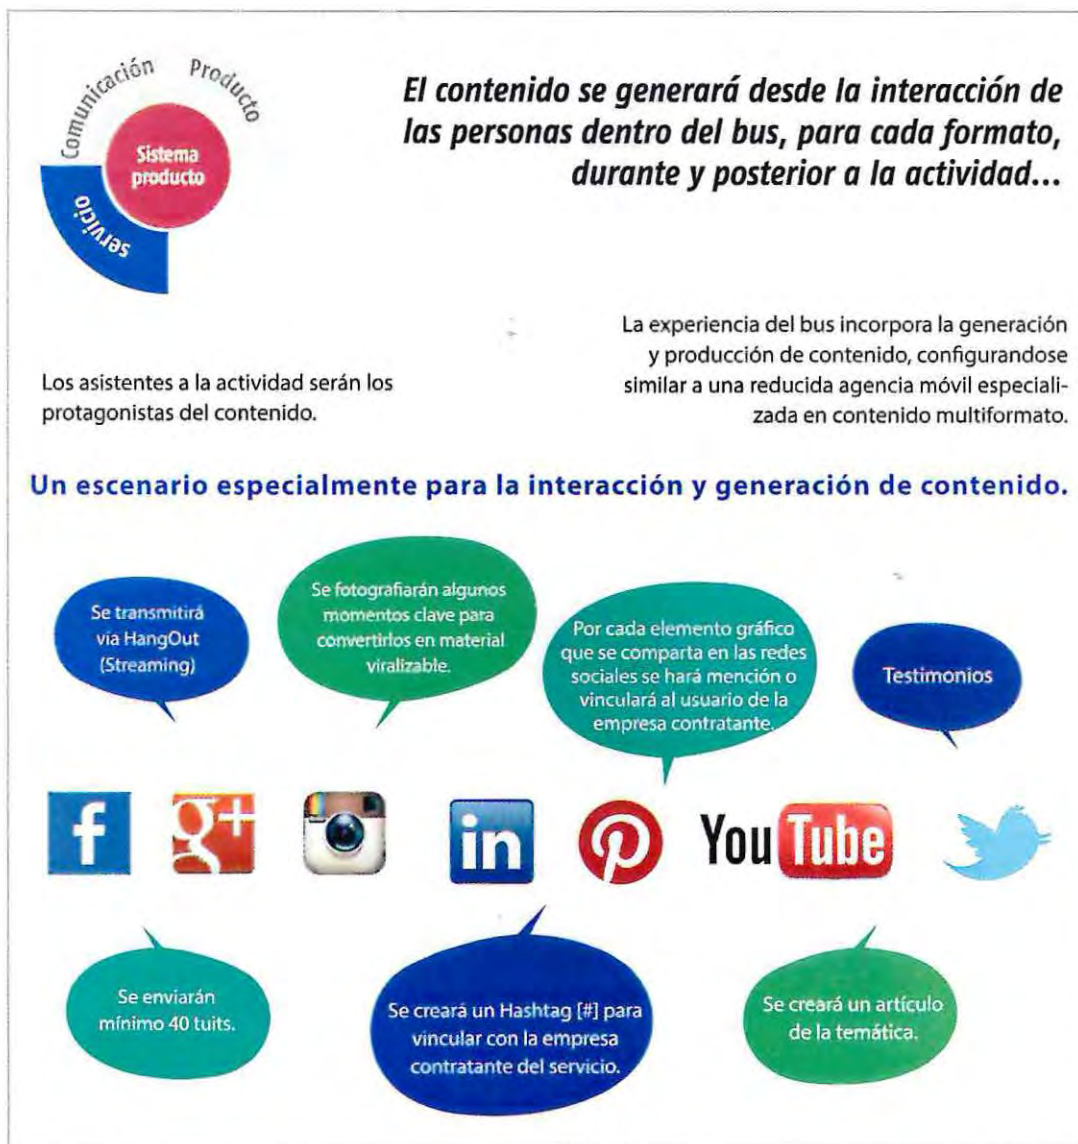 Comunicación
Producto
Sistema
producto
servicio
El contenido se generará desde la interacción de
las personas dentro del bus, para cada formato,
durante y posterior a la actividad...
La experiencia del bus incorpora la generación
y producción de contenido, configurandose
similar a una reducida agencia móvil especiali-
zada en contenido multiformato.
Los asistentes a la actividad serán los
protagonistas del contenido.
Un escenario especialmente para la interacción y generación de contenido.
Se transmitirá
via HangOut
(Streaming)
Se fotografiarán algunos
momentos clave para
convertirlos en material
viralizable.
Por cada elemento gráfico
que se comparta en las redes
sociales se hará mención o
vinculará al usuario de la
empresa contratante.
Testimonios
f
g+
in
P
YouTube
Se enviarán
mínimo 40 tuits.
Se creará un Hashtag [#] para
vincular con la empresa
contratante del servicio.
Se creará un artículo
de la temática.